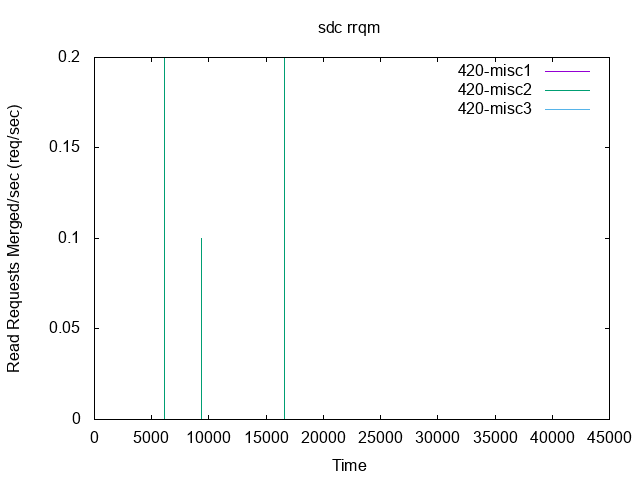 sdc rrqm
420-misc1
420-misc2
420-misc3
Read Requests Merged/sec (req/sec)
0.2
0.15
0.1
0.05
0
0 5000 10000 15000 20000 25000 30000 35000 40000 45000
Time